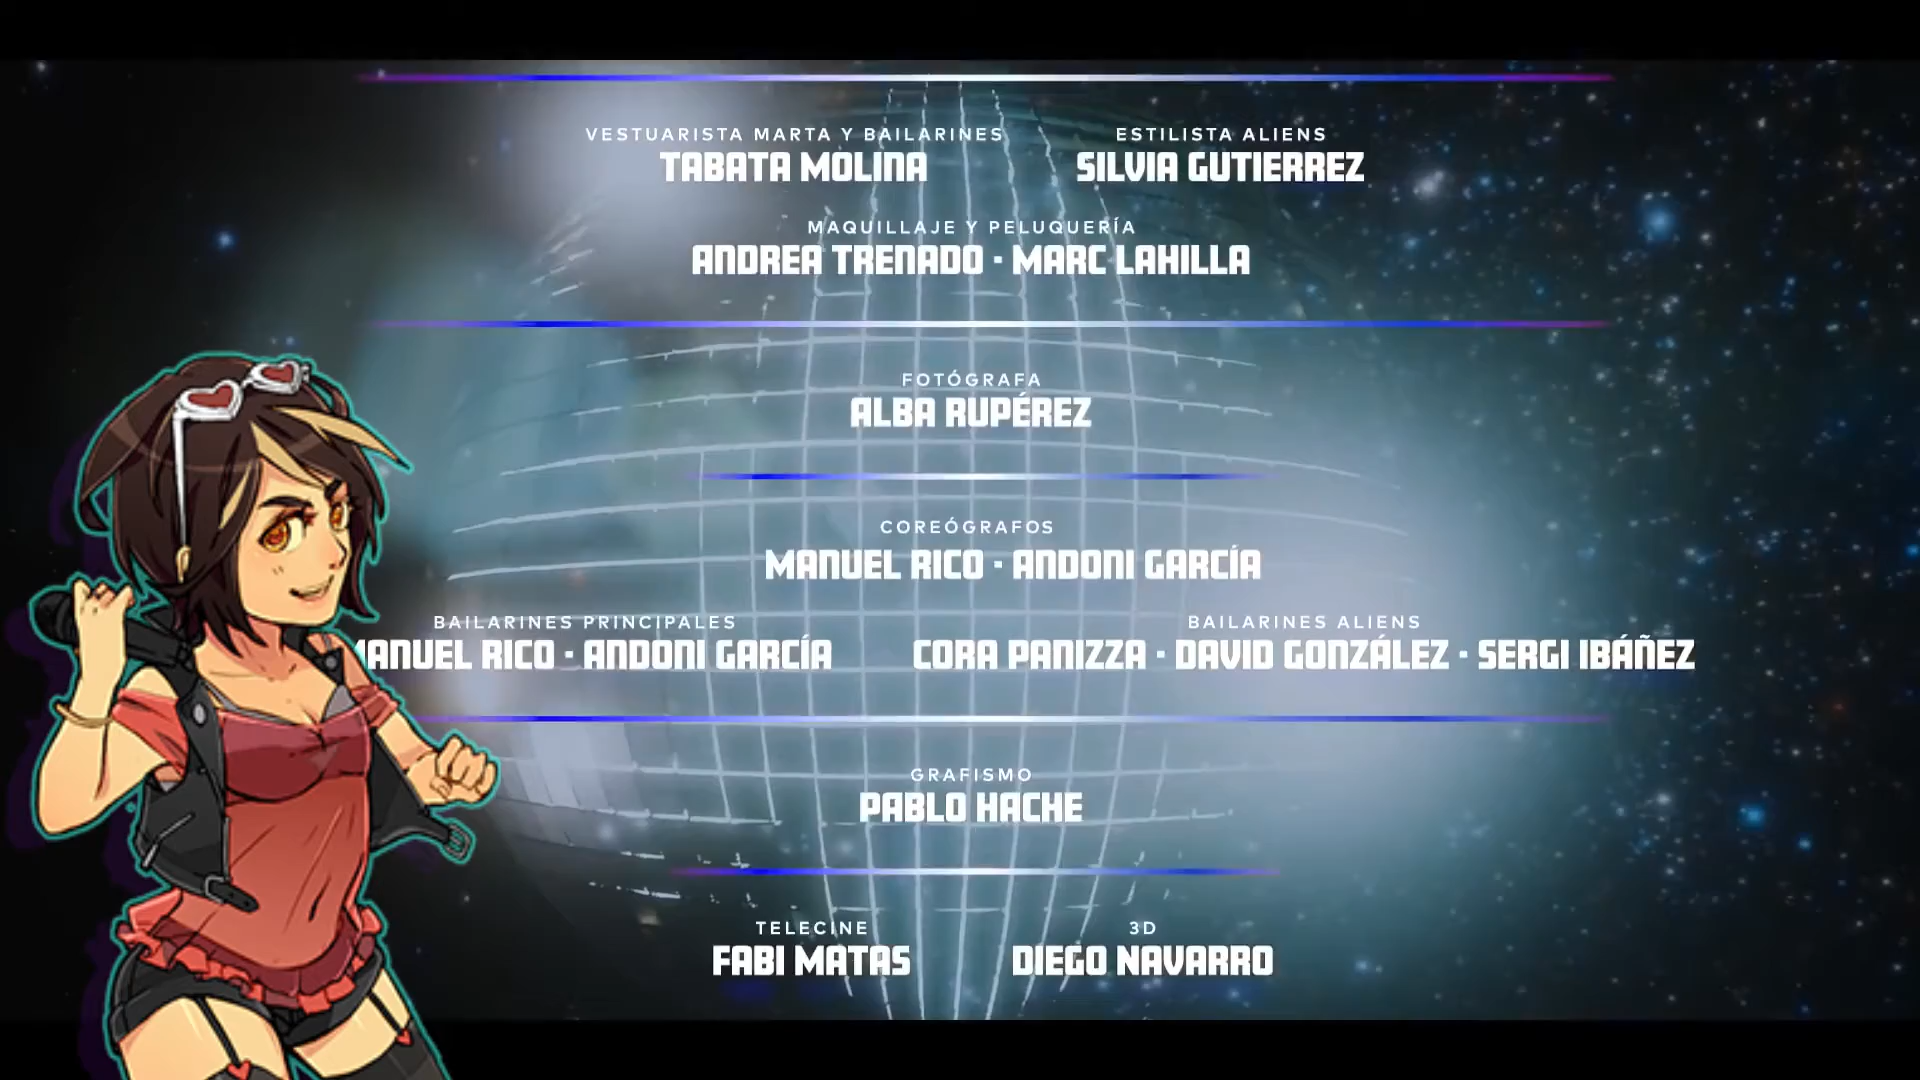 VESTUARISTA MARTA Y BAILARINES
TABATA MOLINA
ESTILISTA ALIENS
SILVIA GUTIERREZ
MAQUILLAJE Y PELUQUERÍA
ANDREA TRENADO · MARC LAHILLA
FOTÓGRAFA
ALBA RUPÉREZ
COREÓGRAFOS
MANUEL RICO · ANDONI GARCÍA
BAILARINES PRINCIPALES
MANUEL RICO · ANDONI GARCÍA
BAILARINES ALIENS
CORA PANIZZA · DAVID GONZÁLEZ · SERGI IBÁÑEZ
GRAFISMO
PABLO HACHE
TELECINE
FABI MATAS
3D
DIEGO NAVARRO